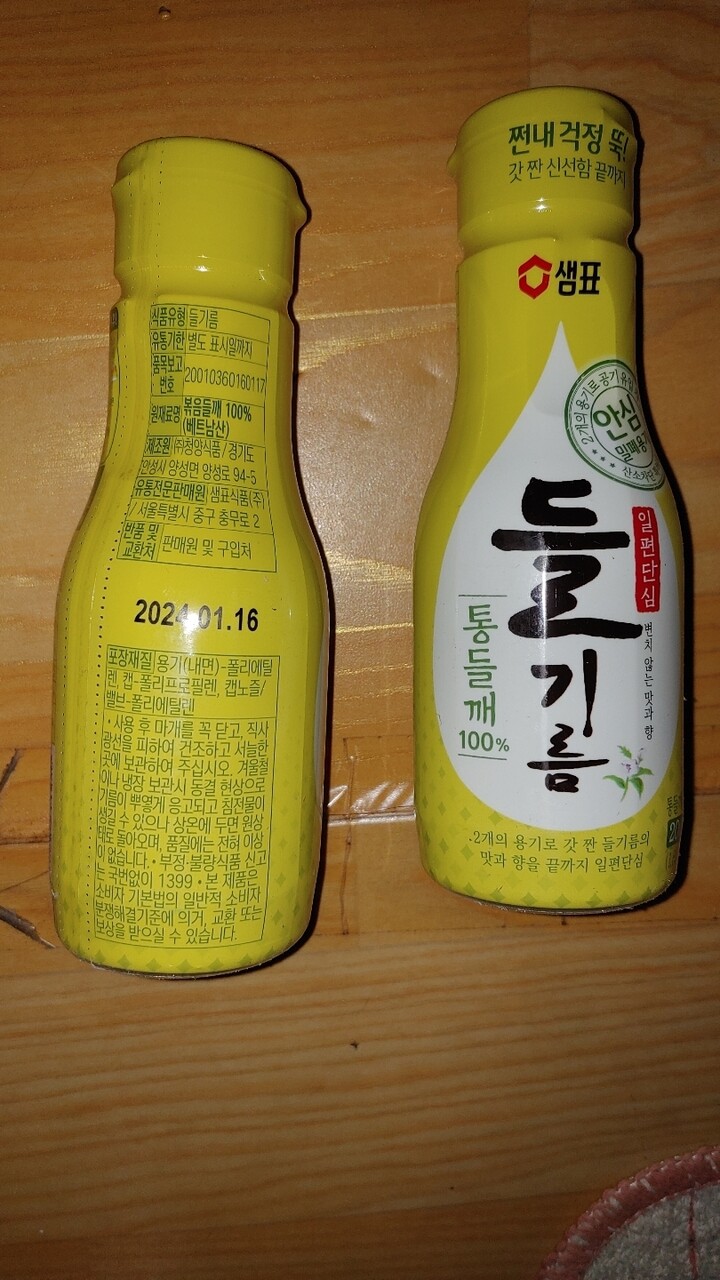 식품유형 들기름
유통기한 별도 표시일까지
품목보고
번호 20010360160117
원재료명 볶음들깨 100%
(베트남산)
제조원 ㈜청양식품/경기도
안성시 양성면 양성로 94-5
유통전문판매원 샘표식품(주)
/ 서울특별시 중구 충무로 2
반품 및
교환처 판매원 및 구입처
2024.01.16
포장재질 용기(내면)-폴리에틸
렌 캡-폴리프로필렌, 캡노즐/
밸브-폴리에틸렌
• 사용 후 마개를 꼭 닫고, 직사
광선을 피하여 건조하고 서늘한
곳에 보관하여 주십시오. 겨울철
이나 냉장 보관시 동결 현상으로
기름이 뿌옇게 응고되고 침전물이
생길 수 있으나 상온에 두면 원상
태로 돌아오며, 품질에는 전혀 이상
이 없습니다. • 부정·불량식품 신고
는 국번없이 1399 • 본 제품은
소비자 기본법의 일반적 소비자
분쟁해결기준에 의거, 교환 또는
보상을 받으실 수 있습니다.
쩐내 걱정 뚝!
갓 짠 신선함 끝까지
샘표
2개의 용기로 공기 유입
안심
밀폐용
산소차단
들기름
일편단심
변치 않는 맛과 향
통들깨
100%
2개의 용기로 갓 짠 들기름의
맛과 향을 끝까지 일편단심